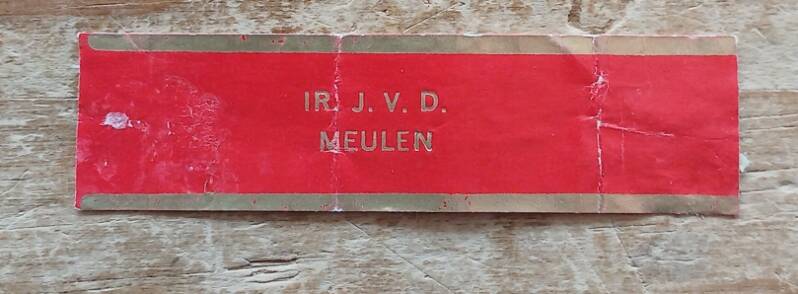 IR. J. V. D.
MEULEN